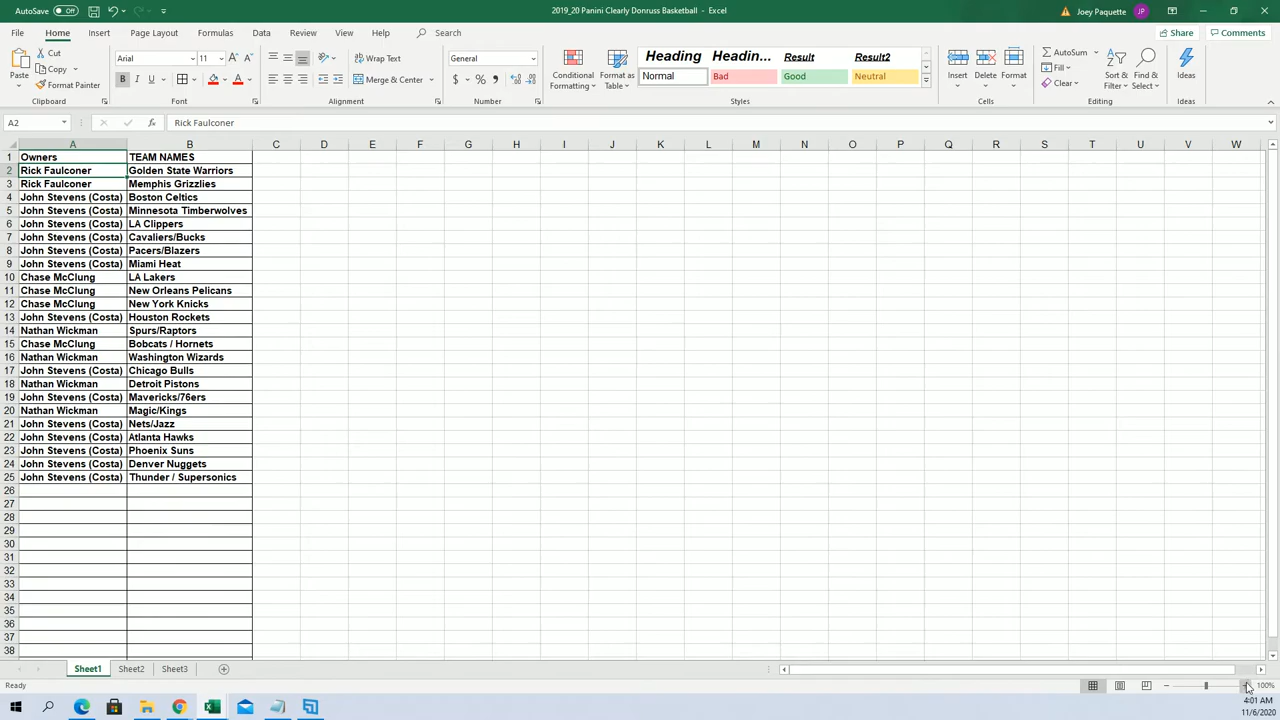 AutoSave Off 2019_20 Panini Clearly Donruss Basketball - Excel Joey Paquette JP
File Home Insert Page Layout Formulas Data Review View Help Search Share Comments
Paste Cut Copy Format Painter Clipboard
Arial 11 A A B I U A Font
ab Wrap Text Merge & Center Alignment
General $ % , Number
Conditional Formatting Format as Table
Heading Headin... Result Result2
Normal Bad Good Neutral
Styles
Insert Delete Format Cells
AutoSum Fill Clear Sort & Filter Find & Select Editing
Ideas Ideas
A2 fx Rick Faulconer
A B C D E F G H I J K L M N O P Q R S T U V W
1 Owners TEAM NAMES
2 Rick Faulconer Golden State Warriors
3 Rick Faulconer Memphis Grizzlies
4 John Stevens (Costa) Boston Celtics
5 John Stevens (Costa) Minnesota Timberwolves
6 John Stevens (Costa) LA Clippers
7 John Stevens (Costa) Cavaliers/Bucks
8 John Stevens (Costa) Pacers/Blazers
9 John Stevens (Costa) Miami Heat
10 Chase McClung LA Lakers
11 Chase McClung New Orleans Pelicans
12 Chase McClung New York Knicks
13 John Stevens (Costa) Houston Rockets
14 Nathan Wickman Spurs/Raptors
15 Chase McClung Bobcats / Hornets
16 Nathan Wickman Washington Wizards
17 John Stevens (Costa) Chicago Bulls
18 Nathan Wickman Detroit Pistons
19 John Stevens (Costa) Mavericks/76ers
20 Nathan Wickman Magic/Kings
21 John Stevens (Costa) Nets/Jazz
22 John Stevens (Costa) Atlanta Hawks
23 John Stevens (Costa) Phoenix Suns
24 John Stevens (Costa) Denver Nuggets
25 John Stevens (Costa) Thunder / Supersonics
26
27
28
29
30
31
32
33
34
35
36
37
38
Sheet1 Sheet2 Sheet3
Ready 100%
4:01 AM
11/6/2020